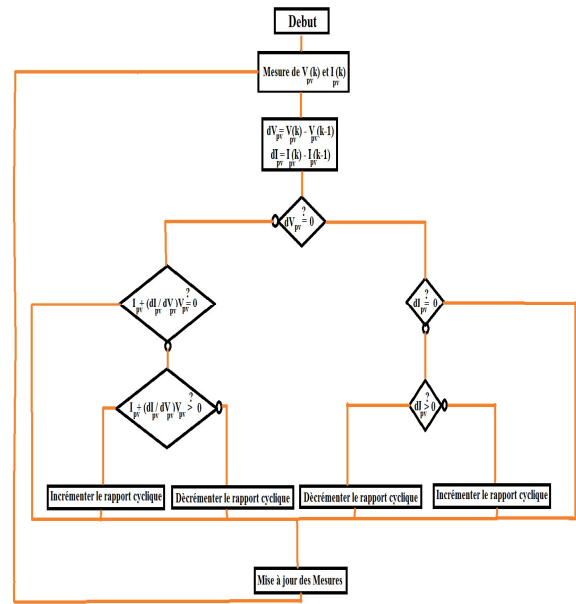 Debut
Mesure de V_pv(k) et I_pv(k)
dV_pv = V_pv(k) - V_pv(k-1)
dI_pv = I_pv(k) - I_pv(k-1)
?
dV_pv = 0
?
I_pv + (dI_pv / dV_pv)V_pv = 0
?
dI_pv = 0
?
I_pv + (dI_pv / dV_pv)V_pv > 0
?
dI_pv > 0
Incrémenter le rapport cyclique
Dècrémenter le rapport cyclique
Dècrémenter le rapport cyclique
Incrémenter le rapport cyclique
Mise à jour des Mesures